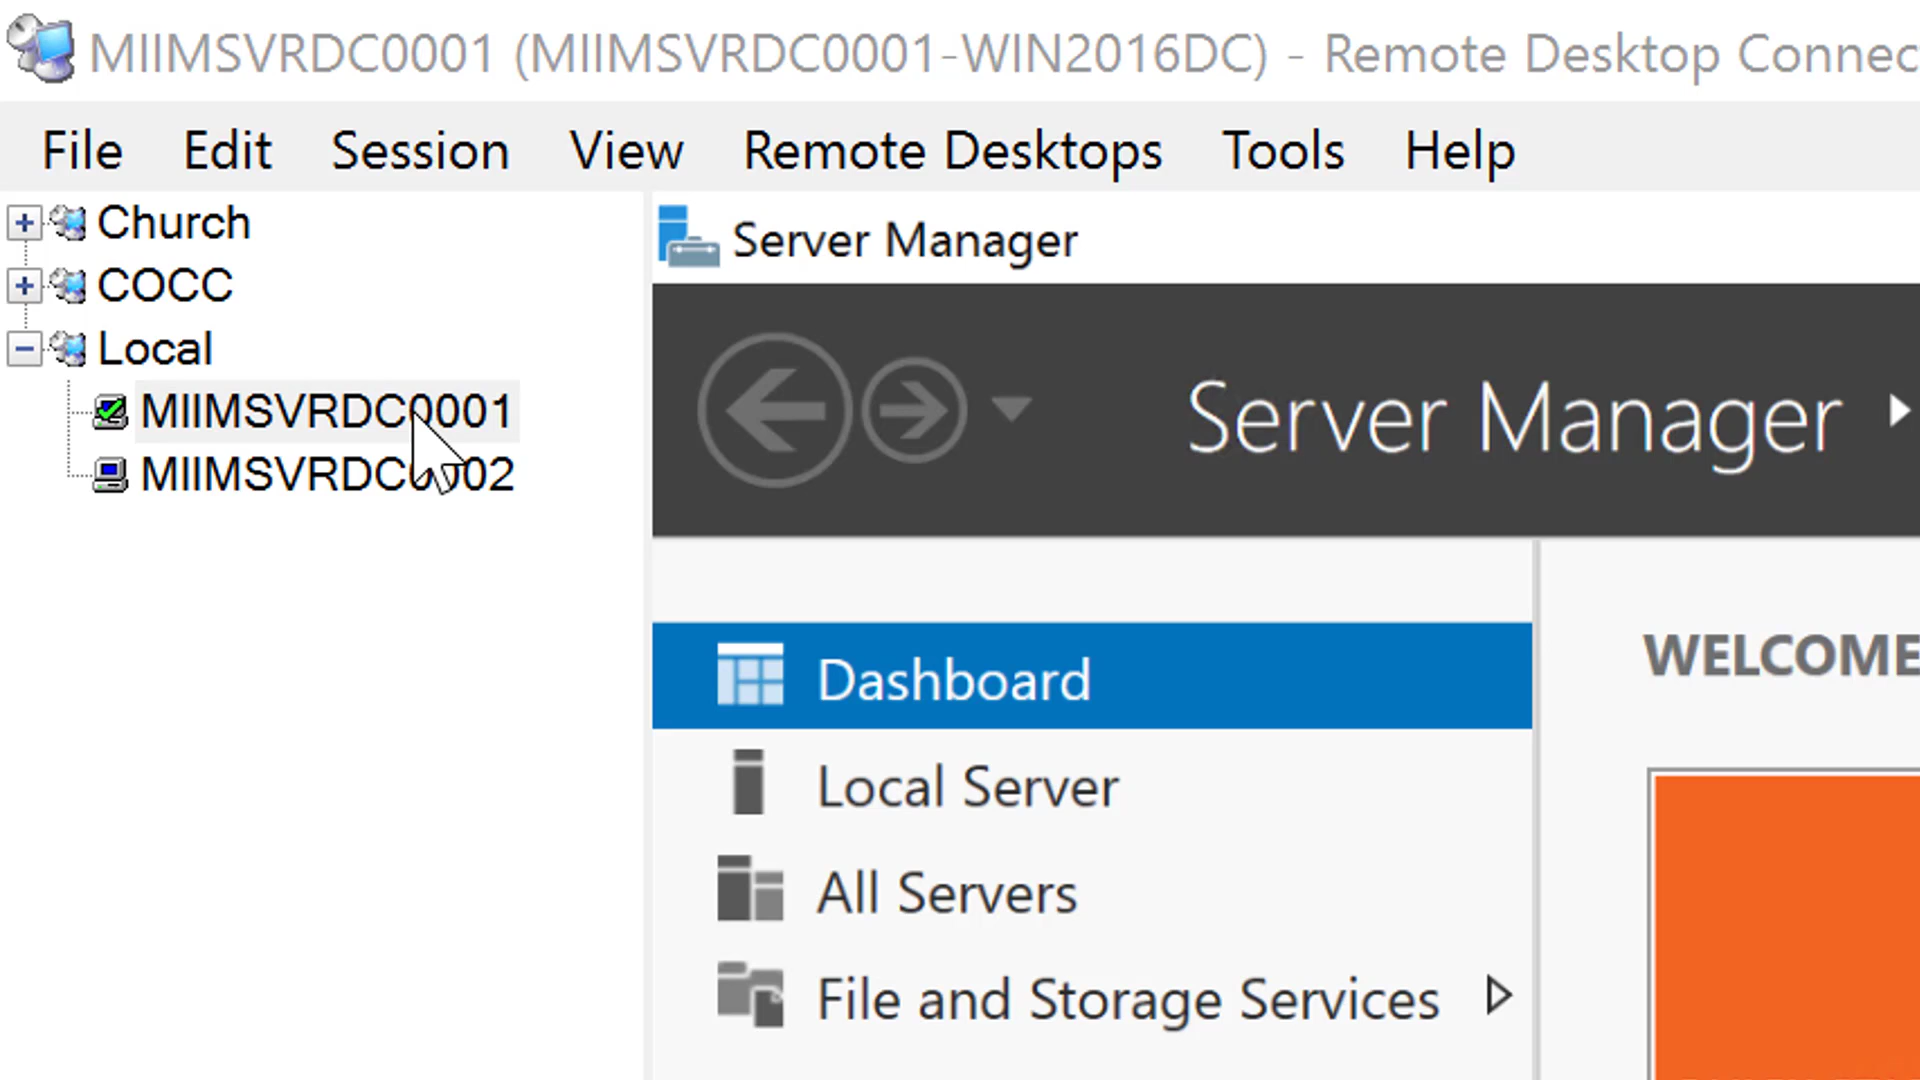 MIIMSVRDC0001 (MIIMSVRDC0001-WIN2016DC) - Remote Desktop Connec
File Edit Session View Remote Desktops Tools Help
Church
COCC
Local
MIIMSVRDC0001
MIIMSVRDC0002
Server Manager
Server Manager
Dashboard
Local Server
All Servers
File and Storage Services
WELCOME